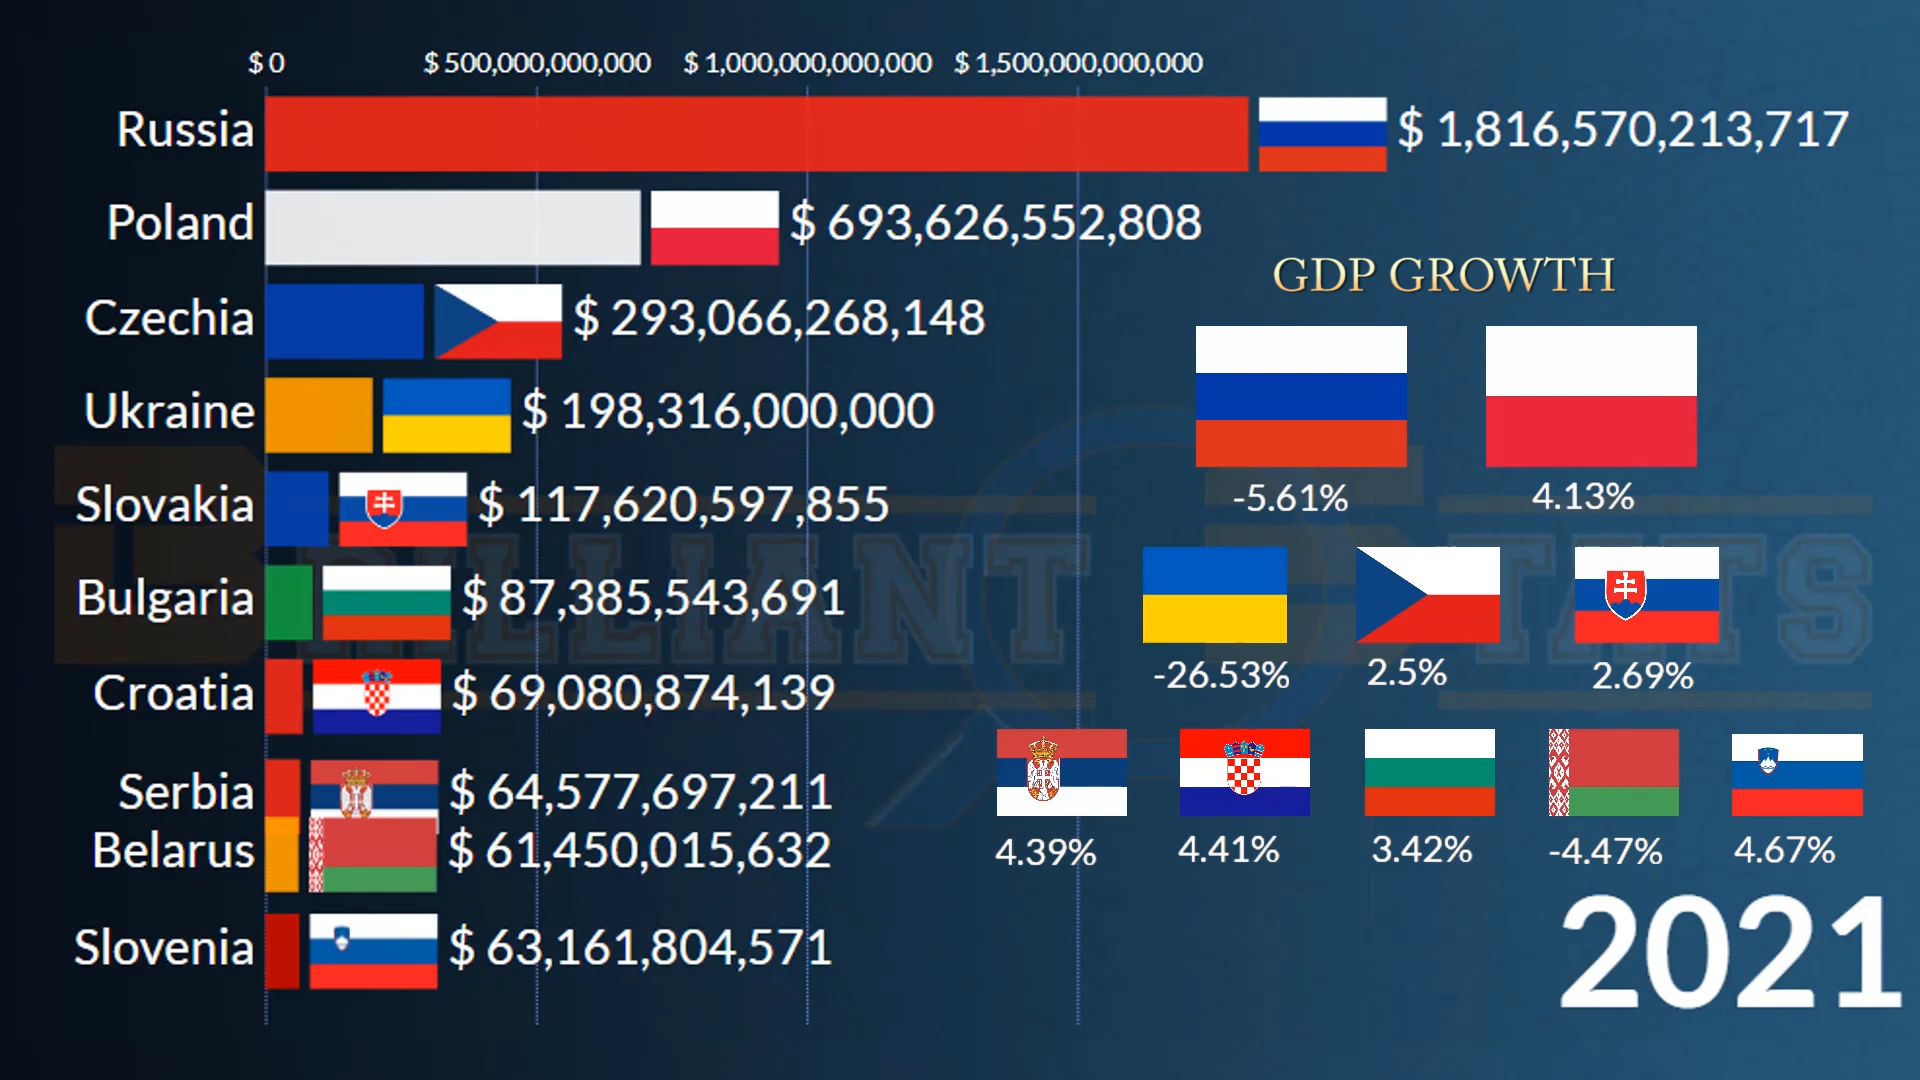 $ 0 $ 500,000,000,000 $ 1,000,000,000,000 $ 1,500,000,000,000
Russia $ 1,816,570,213,717
Poland $ 693,626,552,808
Czechia $ 293,066,268,148
Ukraine $ 198,316,000,000
Slovakia $ 117,620,597,855
Bulgaria $ 87,385,543,691
Croatia $ 69,080,874,139
Serbia $ 64,577,697,211
Belarus $ 61,450,015,632
Slovenia $ 63,161,804,571
GDP GROWTH
-5.61% 4.13%
-26.53% 2.5% 2.69%
4.39% 4.41% 3.42% -4.47% 4.67%
2021
BRILLIANT STATS